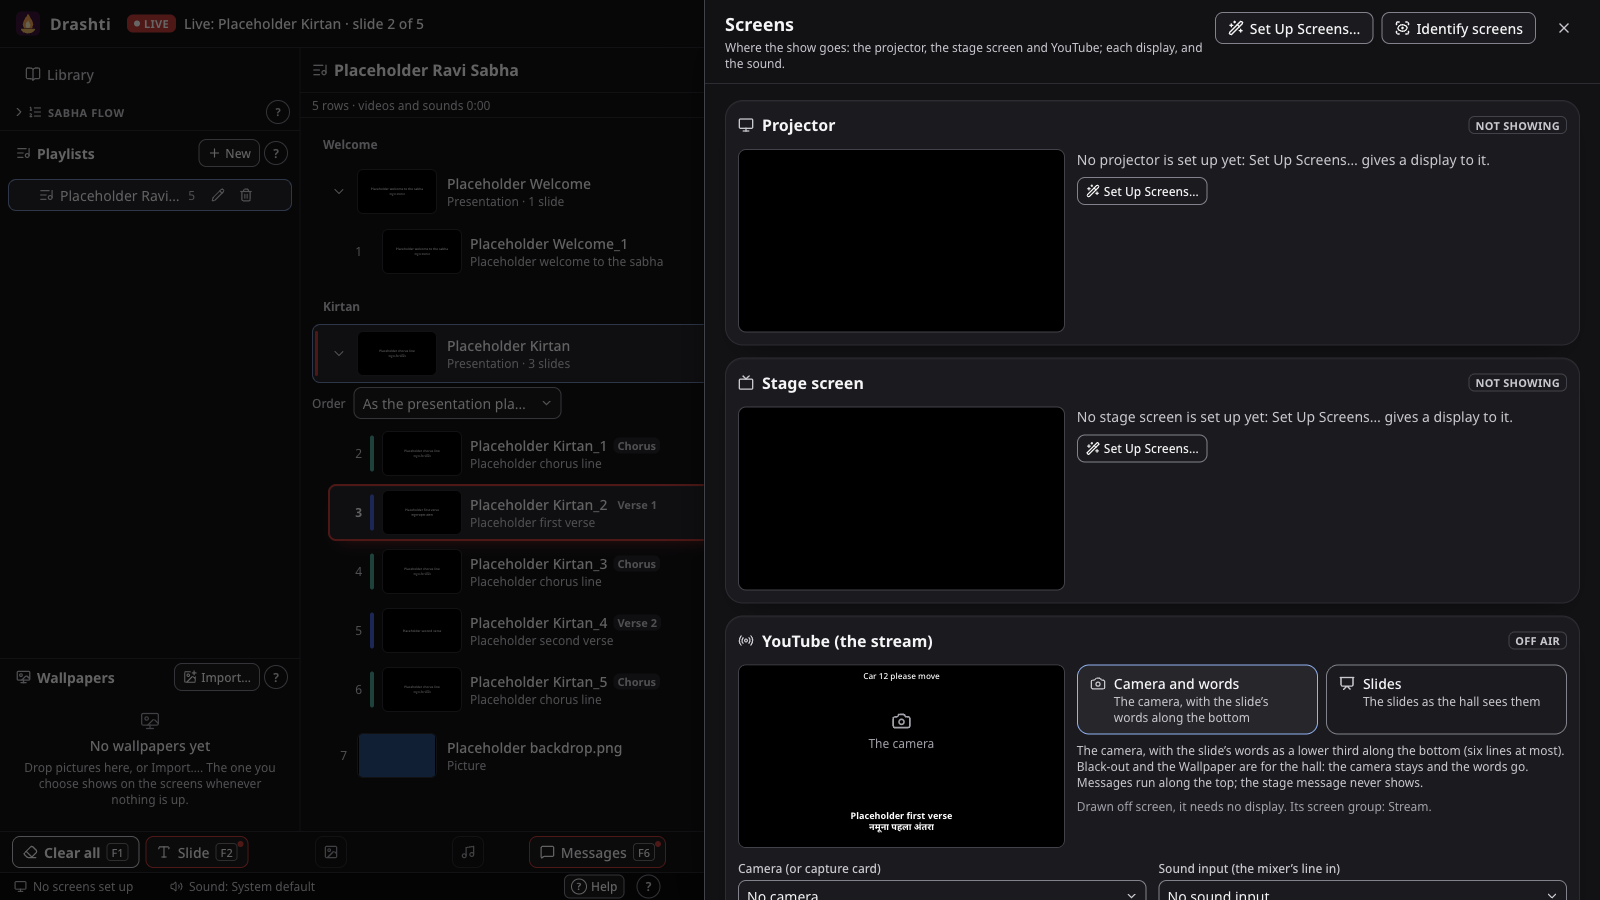 Drashti
LIVE
Live: Placeholder Kirtan · slide 2 of 5
Library
SABHA FLOW
?
Playlists
New
?
Placeholder Ravi...
5
Placeholder Ravi Sabha
5 rows · videos and sounds 0:00
Welcome
Placeholder Welcome
Presentation · 1 slide
1
Placeholder Welcome_1
Placeholder welcome to the sabha
Kirtan
Placeholder Kirtan
Presentation · 3 slides
Order
As the presentation pla...
2
Placeholder Kirtan_1
Chorus
Placeholder chorus line
3
Placeholder Kirtan_2
Verse 1
Placeholder first verse
4
Placeholder Kirtan_3
Chorus
Placeholder chorus line
5
Placeholder Kirtan_4
Verse 2
Placeholder second verse
6
Placeholder Kirtan_5
Chorus
Placeholder chorus line
7
Placeholder backdrop.png
Picture
Wallpapers
Import...
?
No wallpapers yet
Drop pictures here, or Import.... The one you
choose shows on the screens whenever
nothing is up.
Clear all F1
Slide F2
Messages F6
No screens set up
Sound: System default
Help
?
Screens
Where the show goes: the projector, the stage screen and YouTube; each display, and
the sound.
Set Up Screens...
Identify screens
Projector
NOT SHOWING
No projector is set up yet: Set Up Screens... gives a display to it.
Set Up Screens...
Stage screen
NOT SHOWING
No stage screen is set up yet: Set Up Screens... gives a display to it.
Set Up Screens...
YouTube (the stream)
OFF AIR
Car 12 please move
The camera
Placeholder first verse
नमूना पहला अंतरा
Camera and words
The camera, with the slide’s
words along the bottom
Slides
The slides as the hall sees them
The camera, with the slide’s words as a lower third along the bottom (six lines at most).
Black-out and the Wallpaper are for the hall: the camera stays and the words go.
Messages run along the top; the stage message never shows.
Drawn off screen, it needs no display. Its screen group: Stream.
Camera (or capture card)
No camera
Sound input (the mixer’s line in)
No sound input